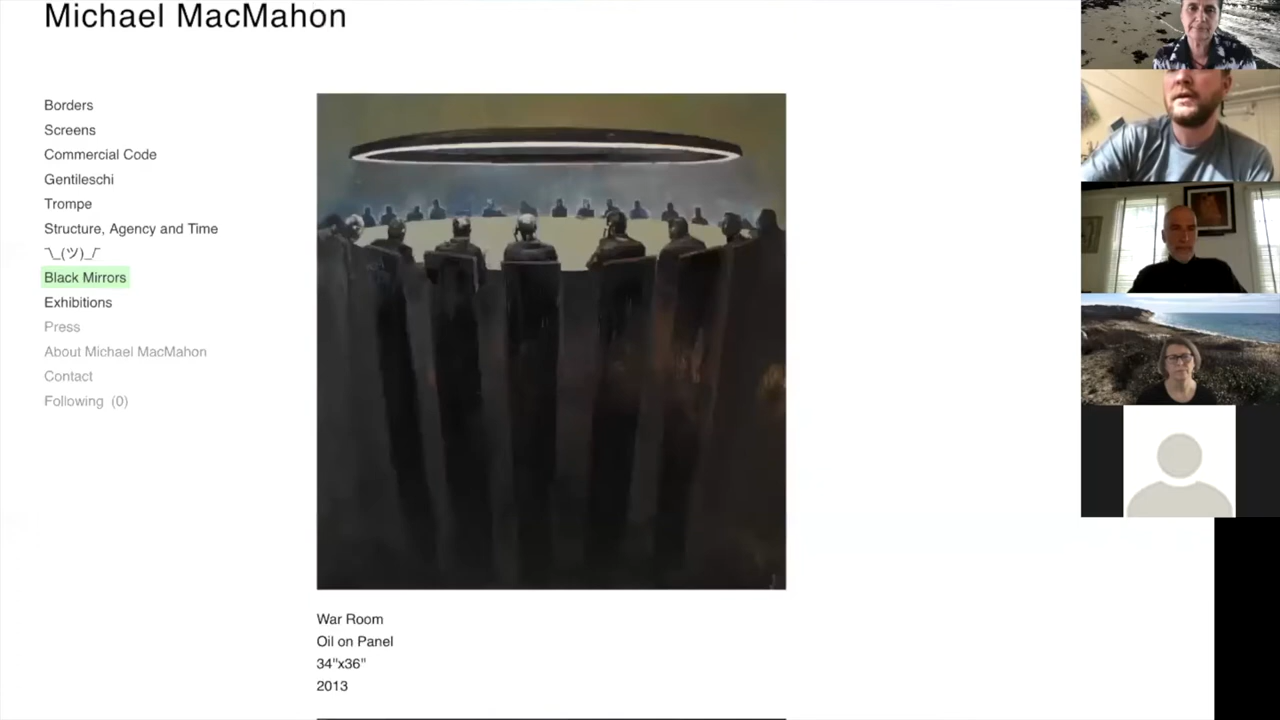 Michael MacMahon
Borders
Screens
Commercial Code
Gentileschi
Trompe
Structure, Agency and Time
¯\_(ツ)_/¯
Black Mirrors
Exhibitions
Press
About Michael MacMahon
Contact
Following (0)
War Room
Oil on Panel
34"x36"
2013